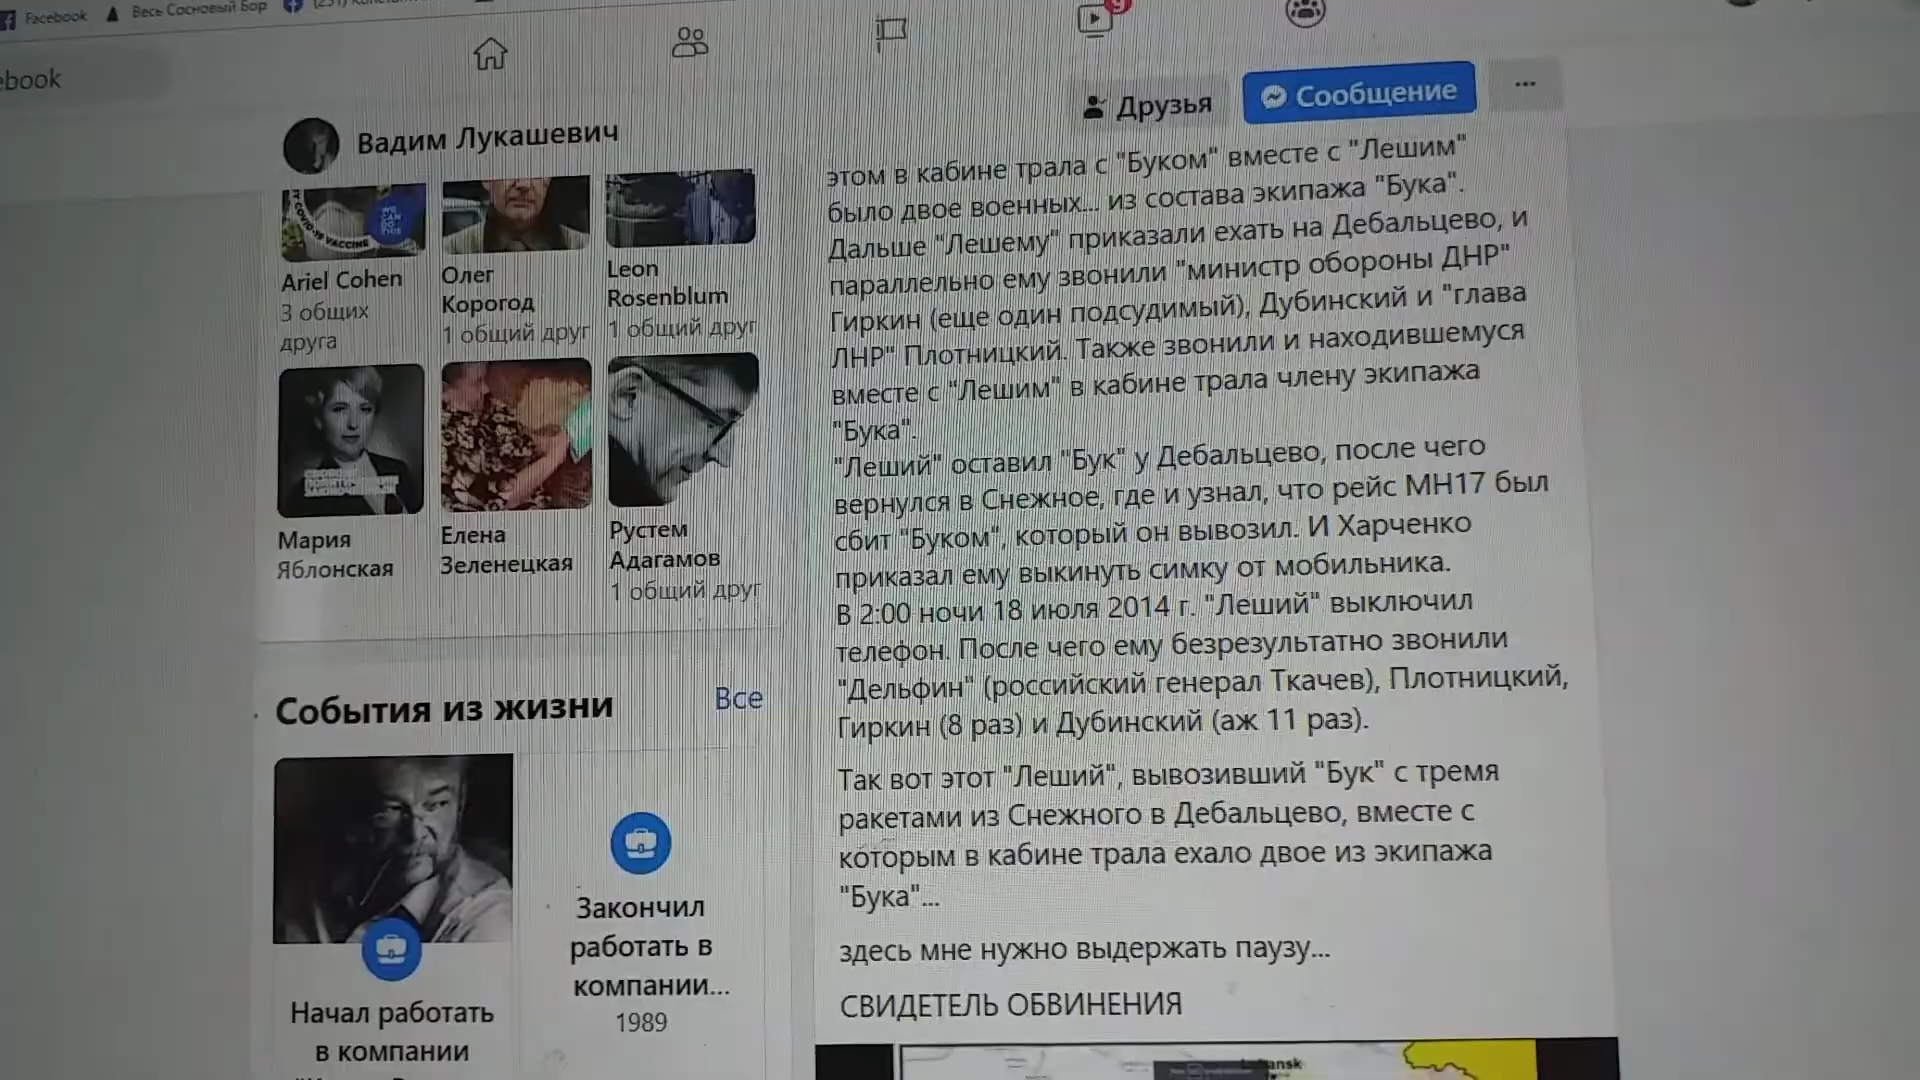 Facebook
Весь Сосновый Бор
ebook
9
Друзья
Сообщение
...
Вадим Лукашевич
COVID-19 VACCINE
WE CAN DO THIS
Ariel Cohen
3 общих
друга
Олег
Корогод
1 общий друг
Leon
Rosenblum
1 общий друг
Мария
Яблонская
Елена
Зеленецкая
Рустем
Адагамов
1 общий друг
События из жизни
Все
Начал работать
в компании
Закончил
работать в
компании...
1989
этом в кабине трала с "Буком" вместе с "Лешим"
было двое военных... из состава экипажа "Бука".
Дальше "Лешему" приказали ехать на Дебальцево, и
параллельно ему звонили "министр обороны ДНР"
Гиркин (еще один подсудимый), Дубинский и "глава
ЛНР" Плотницкий. Также звонили и находившемуся
вместе с "Лешим" в кабине трала члену экипажа
"Бука".
"Леший" оставил "Бук" у Дебальцево, после чего
вернулся в Снежное, где и узнал, что рейс МН17 был
сбит "Буком", который он вывозил. И Харченко
приказал ему выкинуть симку от мобильника.
В 2:00 ночи 18 июля 2014 г. "Леший" выключил
телефон. После чего ему безрезультатно звонили
"Дельфин" (российский генерал Ткачев), Плотницкий,
Гиркин (8 раз) и Дубинский (аж 11 раз).
Так вот этот "Леший", вывозивший "Бук" с тремя
ракетами из Снежного в Дебальцево, вместе с
которым в кабине трала ехало двое из экипажа
"Бука"...
здесь мне нужно выдержать паузу...
СВИДЕТЕЛЬ ОБВИНЕНИЯ